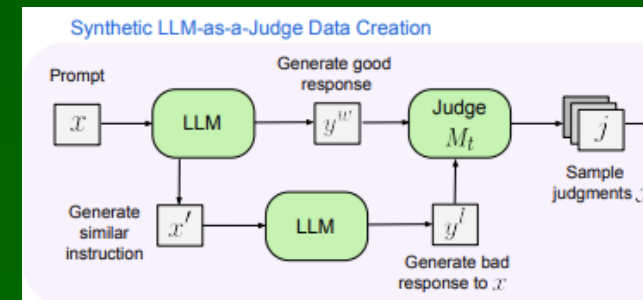 Synthetic LLM-as-a-Judge Data Creation
Prompt
x
LLM
Generate good
response
y^w
Judge
M_t
j
Sample
judgments
Generate
similar
instruction
x′
LLM
y^l
Generate bad
response to x